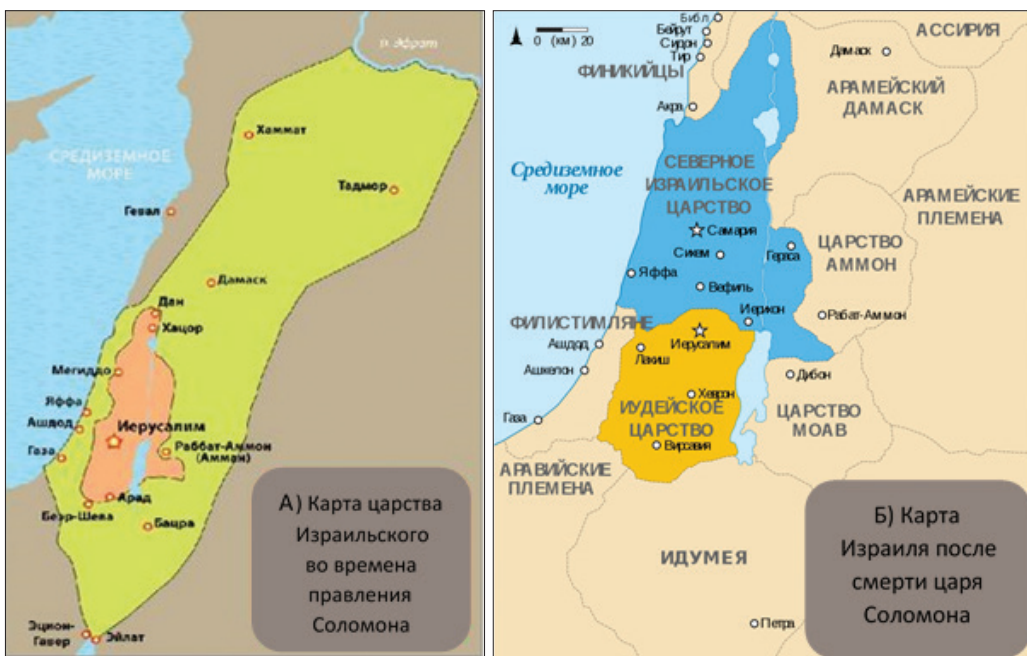 р. Эфрат
Хаммат
СРЕДИЗЕМНОЕ
МОРЕ
Тадмор
Гевал
Дамаск
Дан
Хацор
Мегиддо
Яффа
Ашдод
Иерусалим
Газа
Раббат-Аммон
(Амман)
Арад
Беэр-Шева
Бацра
Эцион-
Гавер
Эйлат
А) Карта царства
Израильского
во времена
правления
Соломона
0 (км) 20
Библ
Бейрут
Сидон
Тир
ФИНИКИЙЦЫ
Акра
АССИРИЯ
Дамаск
АРАМЕЙСКИЙ
ДАМАСК
Средиземное
море
СЕВЕРНОЕ
ИЗРАИЛЬСКОЕ
ЦАРСТВО
АРАМЕЙСКИЕ
ПЛЕМЕНА
Самария
Сихем
Гераса
ЦАРСТВО
АММОН
Яффа
Вефиль
Иерихон
Рабат-Аммон
ФИЛИСТИМЛЯНЕ
Ашдод
Иерусалим
Лакиш
Ашкелон
Дибон
Хеврон
Газа
ИУДЕЙСКОЕ
ЦАРСТВО
ЦАРСТВО
МОАВ
Вирсавия
АРАВИЙСКИЕ
ПЛЕМЕНА
ИДУМЕЯ
Петра
Б) Карта
Израиля после
смерти царя
Соломона